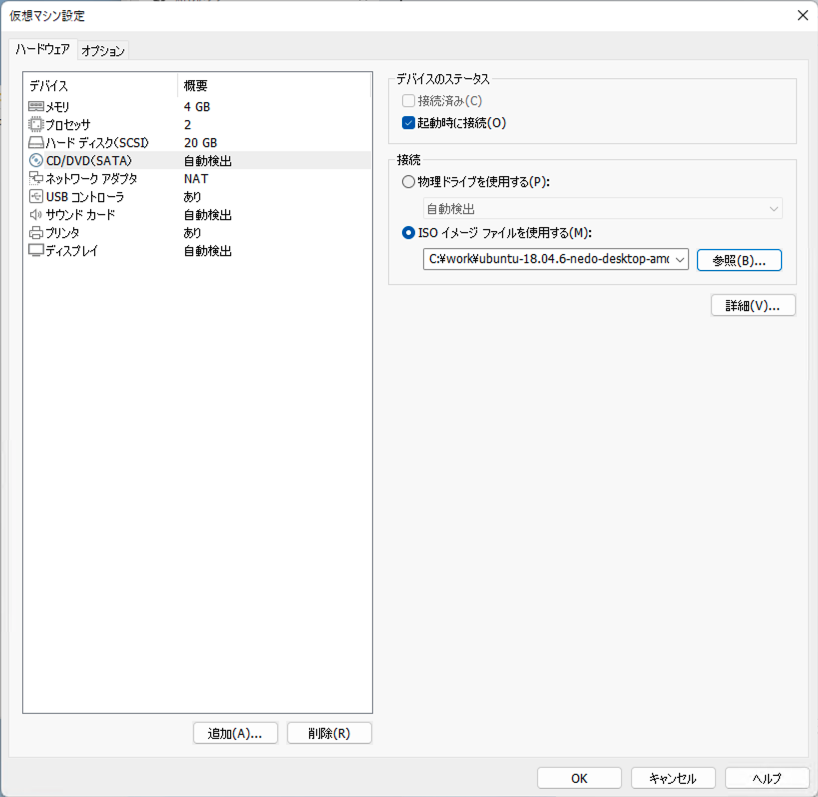 仮想マシン設定
ハードウェア オプション
デバイス 概要
メモリ 4 GB
プロセッサ 2
ハード ディスク(SCSI) 20 GB
CD/DVD(SATA) 自動検出
ネットワーク アダプタ NAT
USB コントローラ あり
サウンド カード 自動検出
プリンタ あり
ディスプレイ 自動検出
追加(A)... 削除(R)
デバイスのステータス
接続済み(C)
起動時に接続(O)
接続
物理ドライブを使用する(P):
自動検出
ISO イメージ ファイルを使用する(M):
C:¥work¥ubuntu-18.04.6-nedo-desktop-amd 参照(B)...
詳細(V)...
OK キャンセル ヘルプ